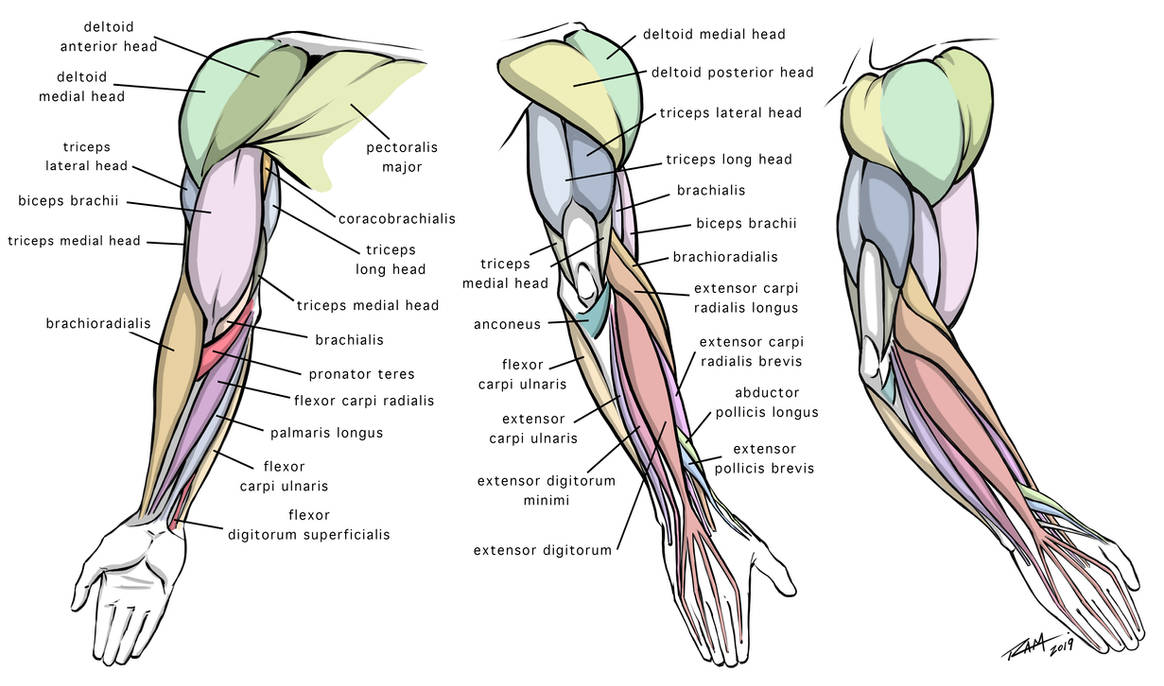 deltoid
anterior head
deltoid
medial head
triceps
lateral head
biceps brachii
triceps medial head
brachioradialis
pectoralis
major
coracobrachialis
triceps
long head
triceps medial head
brachialis
pronator teres
flexor carpi radialis
palmaris longus
flexor
carpi ulnaris
flexor
digitorum superficialis
deltoid medial head
deltoid posterior head
triceps lateral head
triceps long head
brachialis
biceps brachii
brachioradialis
extensor carpi
radialis longus
extensor carpi
radialis brevis
abductor
pollicis longus
extensor
pollicis brevis
triceps
medial head
anconeus
flexor
carpi ulnaris
extensor
carpi ulnaris
extensor digitorum
minimi
extensor digitorum
RAM
2019